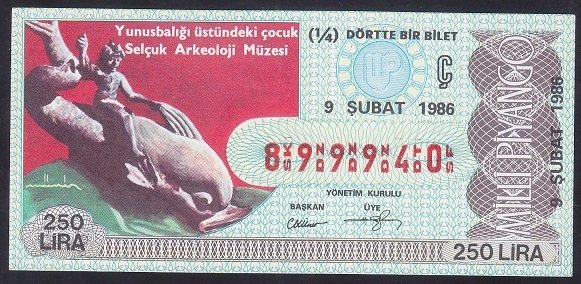 Yunusbalığı üstündeki çocuk
Selçuk Arkeoloji Müzesi
(¼) DÖRTTE BİR BİLET
Ç
9 ŞUBAT 1986
899940
YÖNETİM KURULU
BAŞKAN ÜYE
250
LİRA
MİLLİ PİYANGO
9 ŞUBAT 1986
250 LİRA